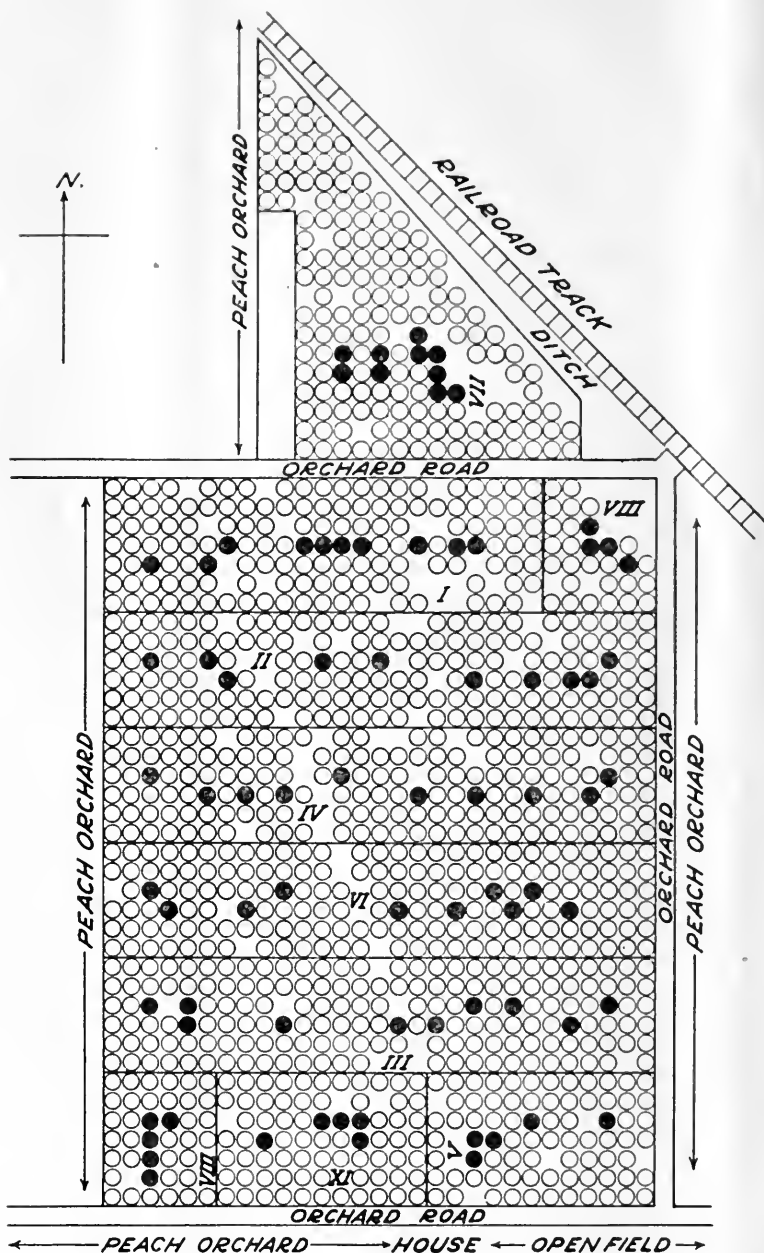 N.
PEACH ORCHARD
RAILROAD TRACK
DITCH
VII
ORCHARD ROAD
VIII
I
PEACH ORCHARD
II
IV
ORCHARD ROAD
PEACH ORCHARD
VI
III
VIII
XI
V
ORCHARD ROAD
PEACH ORCHARD HOUSE OPEN FIELD